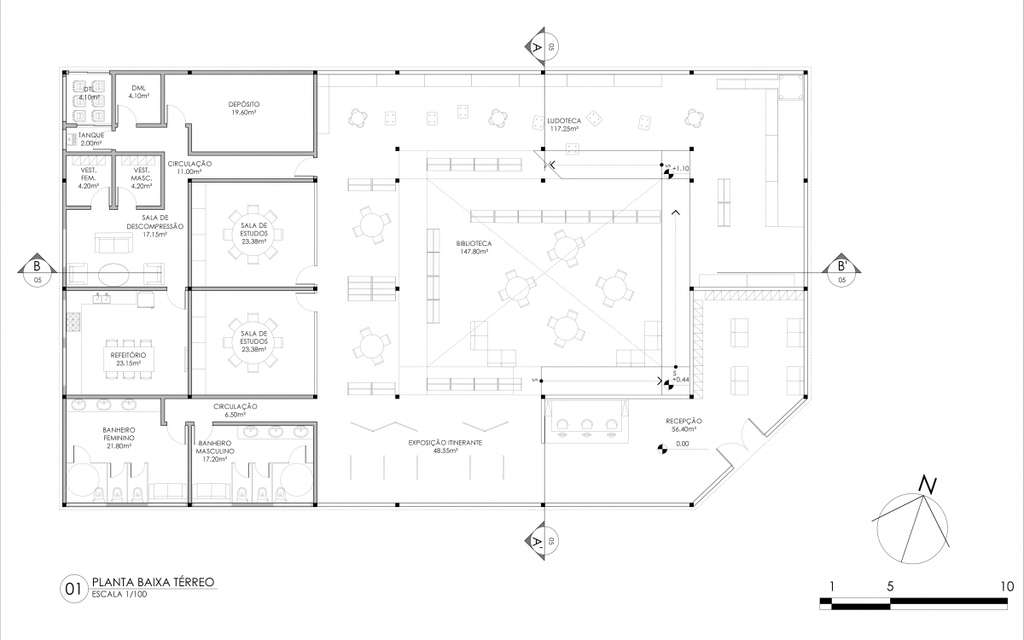 A
05
DTL
4.10m²
DML
4.10m²
DEPÓSITO
19.60m²
LUDOTECA
117.25m²
TANQUE
2.00m²
CIRCULAÇÃO
11.00m²
S
+1.10
VEST.
FEM.
4.20m²
VEST.
MASC.
4.20m²
SALA DE
DESCOMPRESSÃO
17.15m²
SALA DE
ESTUDOS
23.38m²
BIBLIOTECA
147.80m²
B
05
B'
05
SALA DE
ESTUDOS
23.38m²
REFEITÓRIO
23.15m²
S
S
+0.44
CIRCULAÇÃO
6.50m²
BANHEIRO
FEMININO
21.80m²
BANHEIRO
MASCULINO
17.20m²
EXPOSIÇÃO ITINERANTE
48.55m²
RECEPÇÃO
56.40m²
0.00
A'
05
N
01
PLANTA BAIXA TÉRREO
ESCALA 1/100
1 5 10